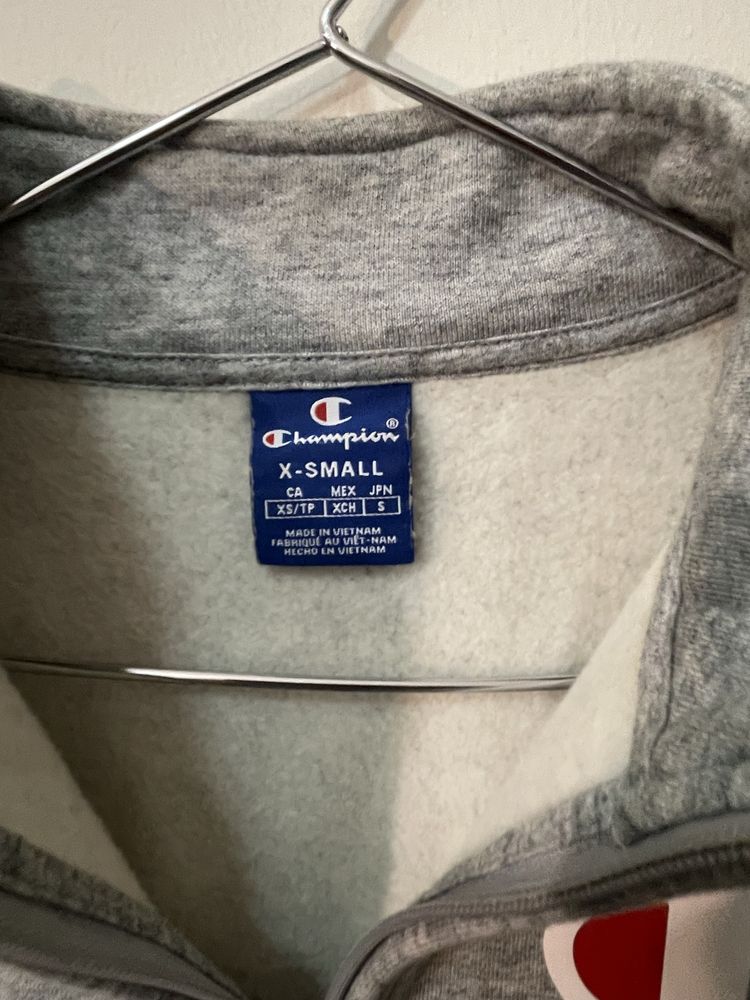 Champion®
X-SMALL
CA MEX JPN
XS/TP XCH S
MADE IN VIETNAM
FABRIQUÉ AU VIÊT-NAM
HECHO EN VIETNAM